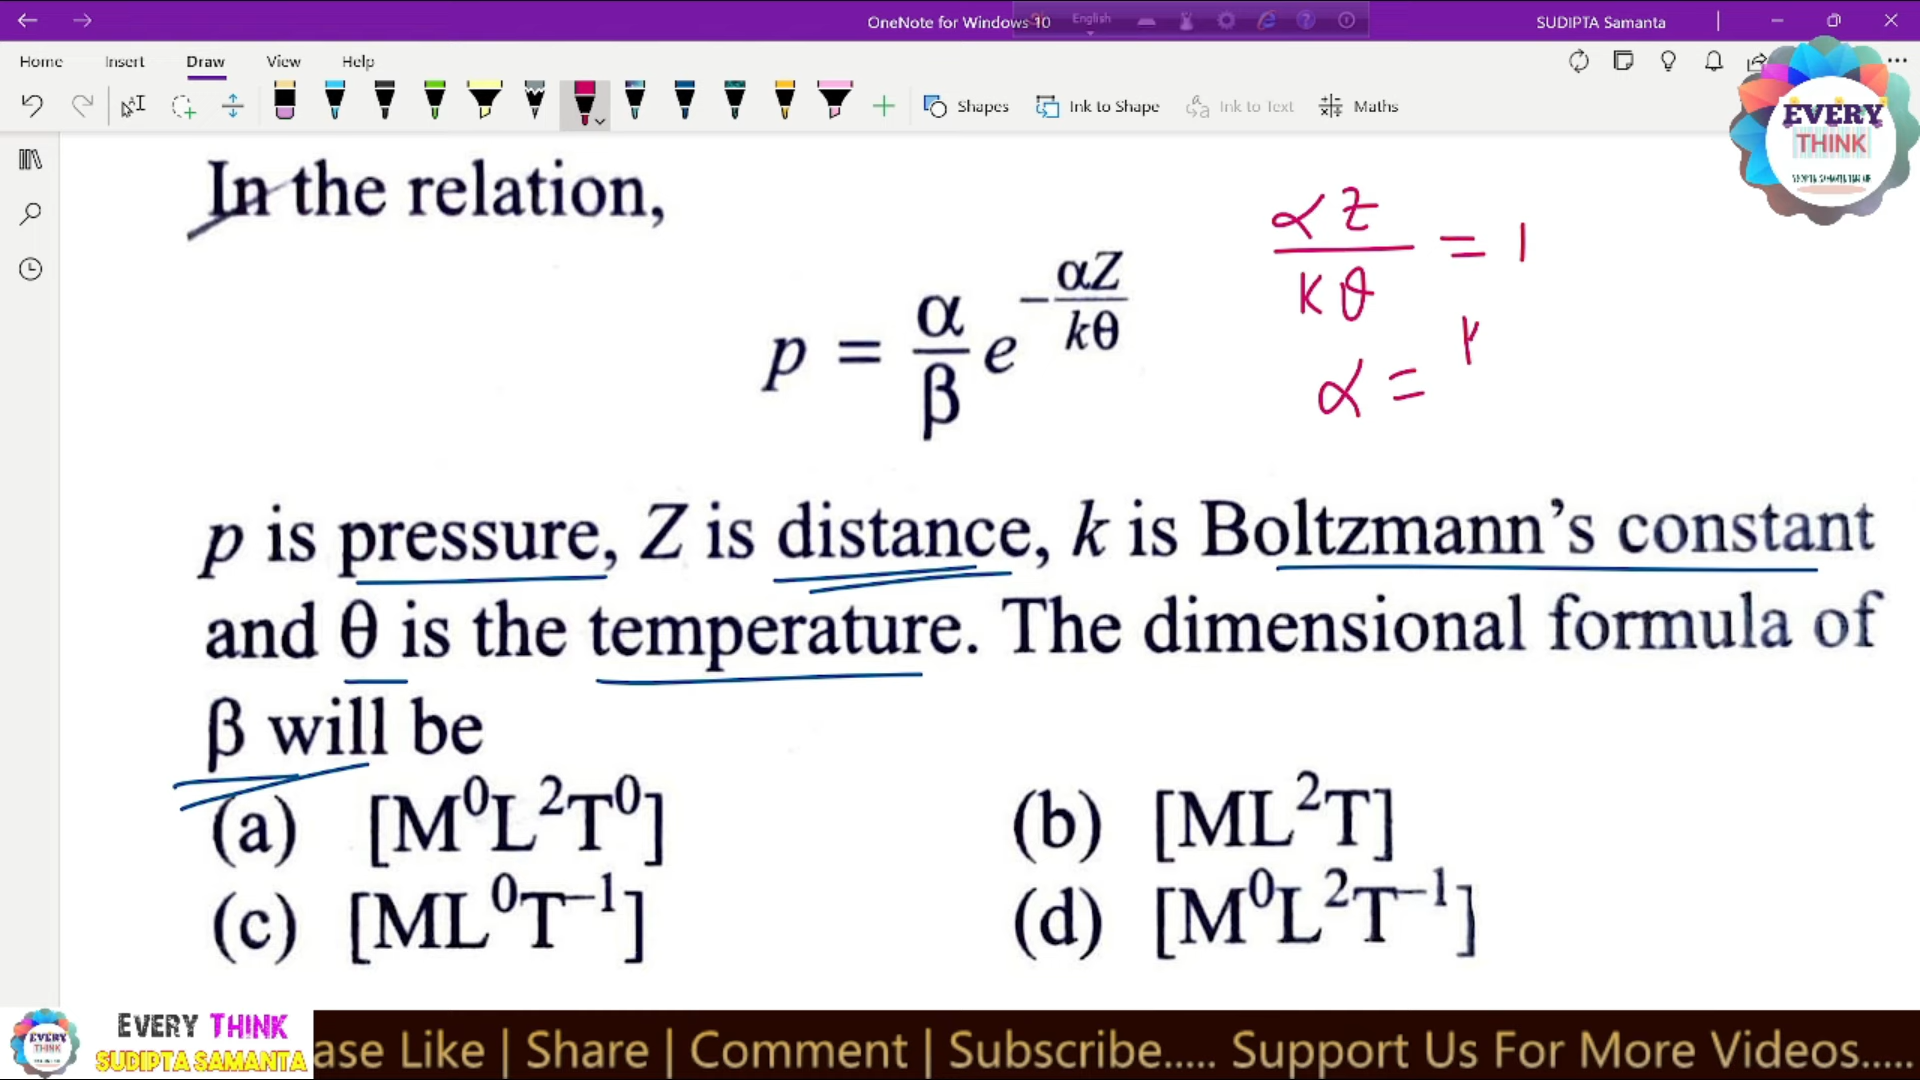 OneNote for Windows 10
English
SUDIPTA Samanta
Home Insert Draw View Help
Shapes Ink to Shape Ink to Text Maths
EVERY
THINK
In the relation,
p = α/β e^(-αZ/kθ)
αZ/kθ = 1
α = k
p is pressure, Z is distance, k is Boltzmann's constant
and θ is the temperature. The dimensional formula of
β will be
(a) [M⁰L²T⁰] (b) [ML²T]
(c) [ML⁰T⁻¹] (d) [M⁰L²T⁻¹]
EVERY THINK
EVERY THINK
SUDIPTA SAMANTA
ase Like | Share | Comment | Subscribe..... Support Us For More Videos.....